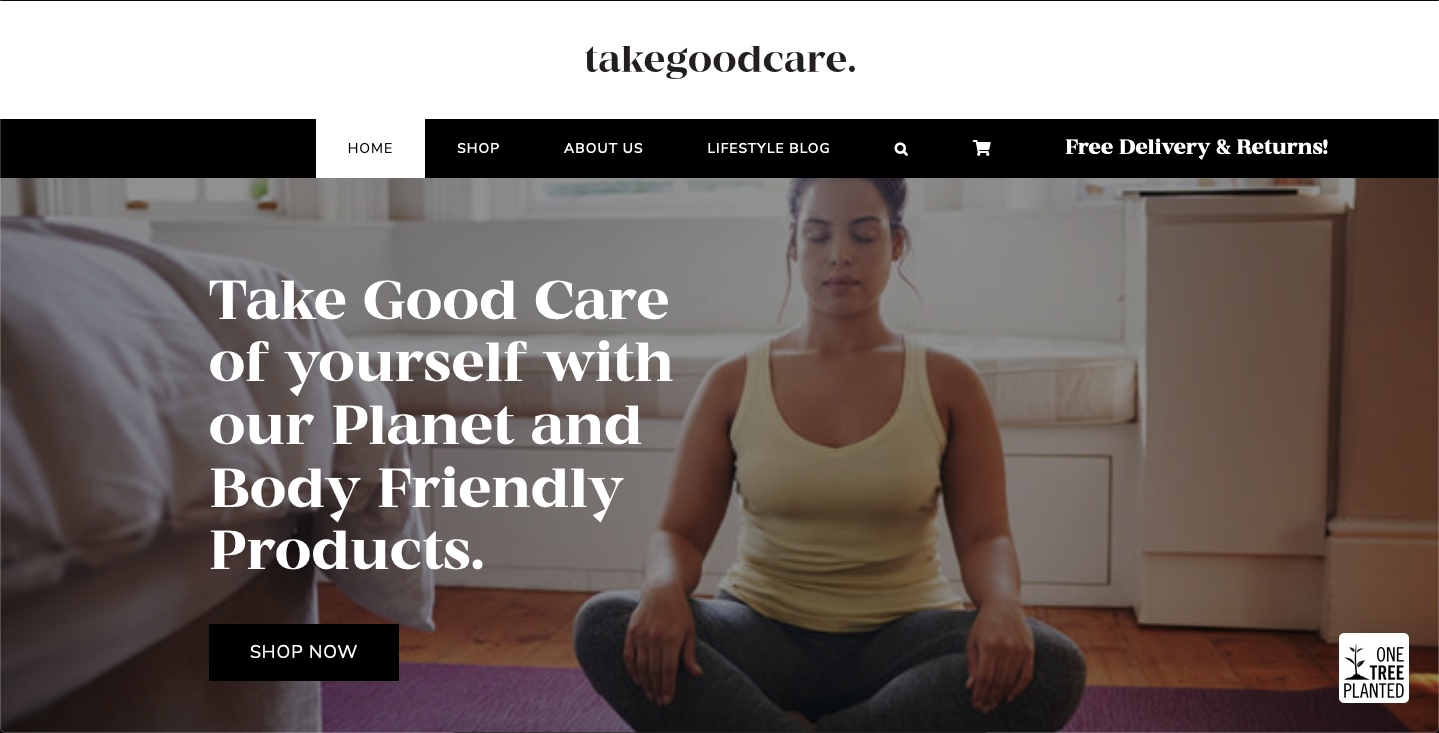 takegoodcare.
HOME SHOP ABOUT US LIFESTYLE BLOG Free Delivery & Returns!
Take Good Care
of yourself with
our Planet and
Body Friendly
Products.
SHOP NOW
ONE
TREE
PLANTED